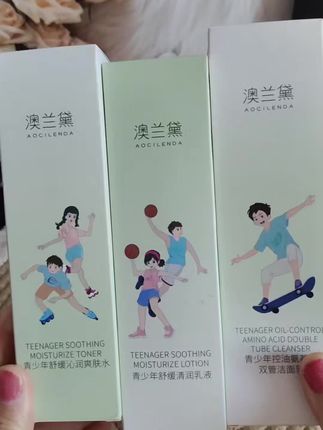 澳兰黛
AOCILENDA
TEENAGER SOOTHING
MOISTURIZE TONER
青少年舒缓沁润爽肤水
澳兰黛
AOCILENDA
TEENAGER SOOTHING
MOISTURIZE LOTION
青少年舒缓清润乳液
澳兰黛
AOCILENDA
TEENAGER OIL-CONTROL
AMINO ACID DOUBLE
TUBE CLEANSER
青少年控油氨
双管洁面